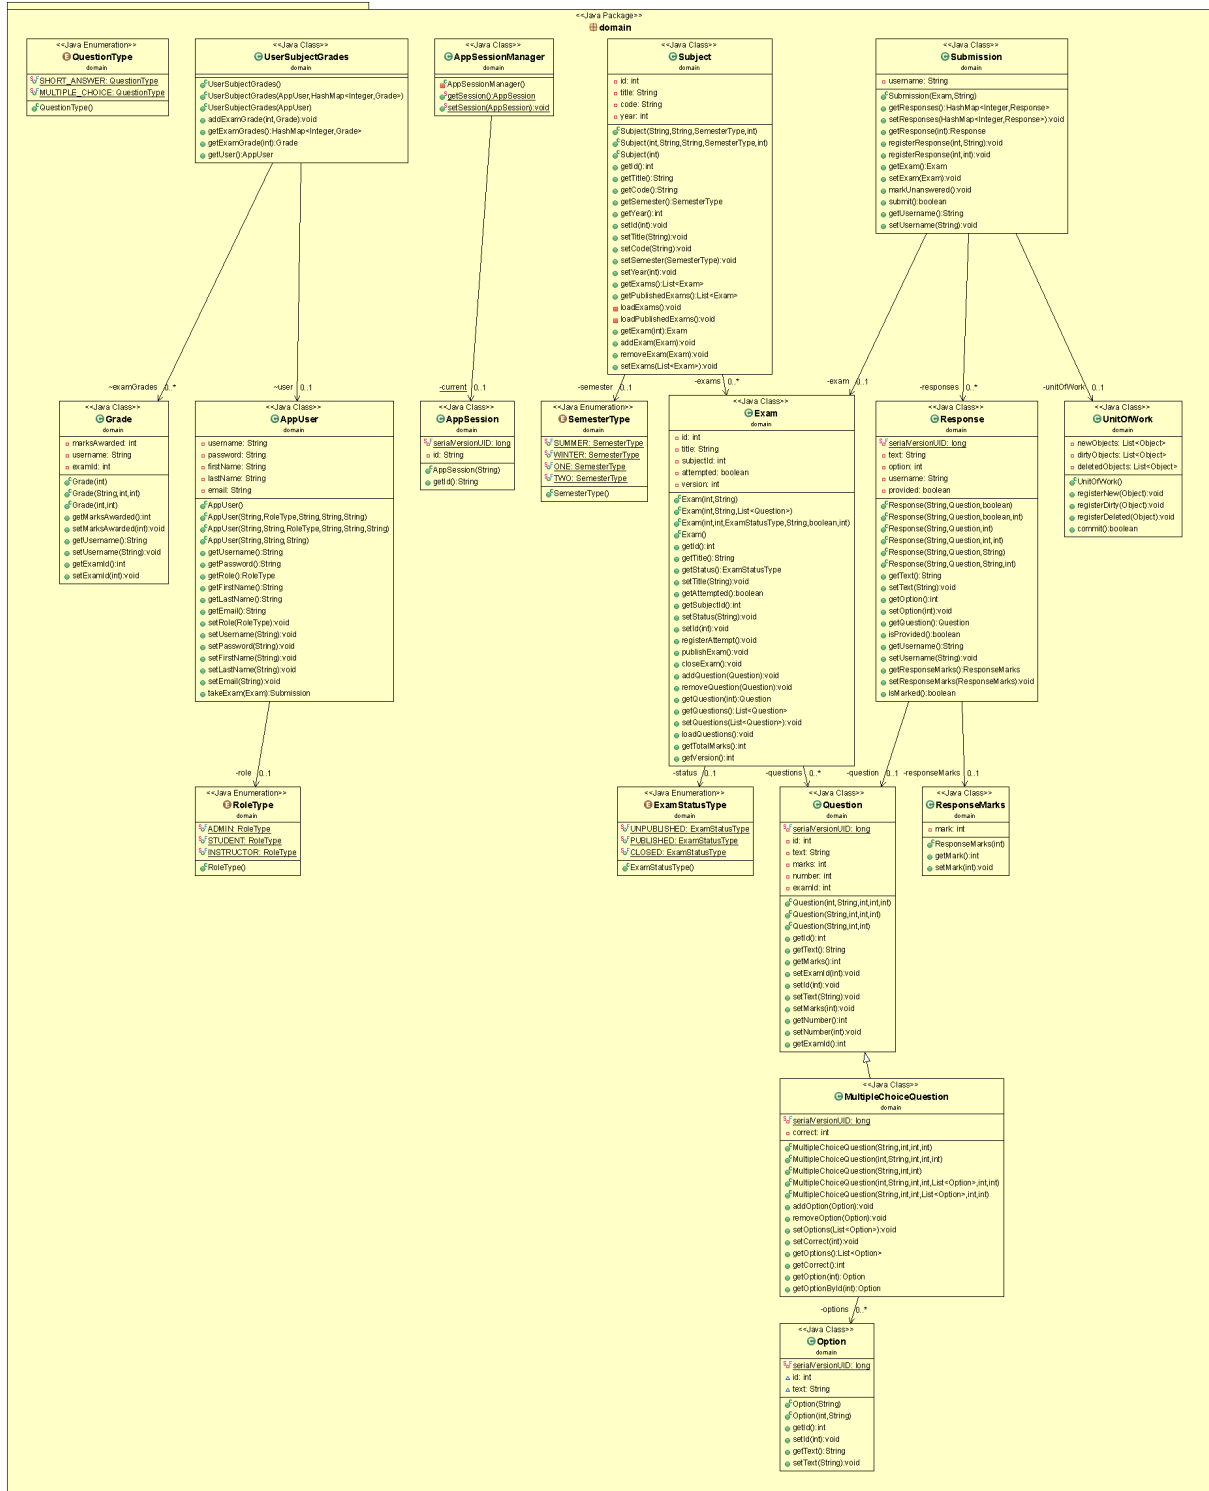 <<Java Package>>
domain
<<Java Enumeration>>
QuestionType
domain
SHORT_ANSWER: QuestionType
MULTIPLE_CHOICE: QuestionType
QuestionType()
<<Java Class>>
UserSubjectGrades
domain
UserSubjectGrades()
UserSubjectGrades(AppUser,HashMap<Integer,Grade>)
UserSubjectGrades(AppUser)
addExamGrade(int,Grade):void
getExamGrades():HashMap<Integer,Grade>
getExamGrade(int):Grade
getUser():AppUser
<<Java Class>>
AppSessionManager
domain
AppSessionManager()
getSession():AppSession
setSession(AppSession):void
<<Java Class>>
Subject
domain
id: int
title: String
code: String
year: int
Subject(String,String,SemesterType,int)
Subject(int,String,String,SemesterType,int)
Subject(int)
getId():int
getTitle():String
getCode():String
getSemester():SemesterType
getYear():int
setId(int):void
setTitle(String):void
setCode(String):void
setSemester(SemesterType):void
setYear(int):void
getExams():List<Exam>
getPublishedExams():List<Exam>
loadExams():void
loadPublishedExams():void
getExam(int):Exam
addExam(Exam):void
removeExam(Exam):void
setExams(List<Exam>):void
<<Java Class>>
Submission
domain
username: String
Submission(Exam,String)
getResponses():HashMap<Integer,Response>
setResponses(HashMap<Integer,Response>):void
getResponse(int):Response
registerResponse(int,String):void
registerResponse(int,int):void
getExam():Exam
setExam(Exam):void
markUnanswered():void
submit():boolean
getUsername():String
setUsername(String):void
~examGrades 0..*
~user 0..1
-current 0..1
-semester 0..1
-exams 0..*
-exam 0..1
-responses 0..*
-unitOfWork 0..1
<<Java Class>>
Grade
domain
marksAwarded: int
username: String
examId: int
Grade(int)
Grade(String,int,int)
Grade(int,int)
getMarksAwarded():int
setMarksAwarded(int):void
getUsername():String
setUsername(String):void
getExamId():int
setExamId(int):void
<<Java Class>>
AppUser
domain
username: String
password: String
firstName: String
lastName: String
email: String
AppUser()
AppUser(String,RoleType,String,String,String)
AppUser(String,String,RoleType,String,String,String)
AppUser(String,String,String)
getUsername():String
getPassword():String
getRole():RoleType
getFirstName():String
getLastName():String
getEmail():String
setRole(RoleType):void
setUsername(String):void
setPassword(String):void
setFirstName(String):void
setLastName(String):void
setEmail(String):void
takeExam(Exam):Submission
<<Java Class>>
AppSession
domain
serialVersionUID: long
id: String
AppSession(String)
getId():String
<<Java Enumeration>>
SemesterType
domain
SUMMER: SemesterType
WINTER: SemesterType
ONE: SemesterType
TWO: SemesterType
SemesterType()
<<Java Class>>
Exam
domain
id: int
title: String
subjectId: int
attempted: boolean
version: int
Exam(int,String)
Exam(int,String,List<Question>)
Exam(int,int,ExamStatusType,String,boolean,int)
Exam()
getId():int
getTitle():String
getStatus():ExamStatusType
setTitle(String):void
getAttempted():boolean
getSubjectId():int
setStatus(String):void
setId(int):void
registerAttempt():void
publishExam():void
closeExam():void
addQuestion(Question):void
removeQuestion(Question):void
getQuestion(int):Question
getQuestions():List<Question>
setQuestions(List<Question>):void
loadQuestions():void
getTotalMarks():int
getVersion():int
<<Java Class>>
Response
domain
serialVersionUID: long
text: String
option: int
username: String
provided: boolean
Response(String,Question,boolean)
Response(String,Question,boolean,int)
Response(String,Question,int)
Response(String,Question,int,int)
Response(String,Question,String)
Response(String,Question,String,int)
getText():String
setText(String):void
getOption():int
setOption(int):void
getQuestion():Question
isProvided():boolean
getUsername():String
setUsername(String):void
getResponseMarks():ResponseMarks
setResponseMarks(ResponseMarks):void
isMarked():boolean
<<Java Class>>
UnitOfWork
domain
newObjects: List<Object>
dirtyObjects: List<Object>
deletedObjects: List<Object>
UnitOfWork()
registerNew(Object):void
registerDirty(Object):void
registerDeleted(Object):void
commit():boolean
-role 0..1
-status 0..1
-questions 0..*
-question 0..1
-responseMarks 0..1
<<Java Enumeration>>
RoleType
domain
ADMIN: RoleType
STUDENT: RoleType
INSTRUCTOR: RoleType
RoleType()
<<Java Enumeration>>
ExamStatusType
domain
UNPUBLISHED: ExamStatusType
PUBLISHED: ExamStatusType
CLOSED: ExamStatusType
ExamStatusType()
<<Java Class>>
Question
domain
serialVersionUID: long
id: int
text: String
marks: int
number: int
examId: int
Question(int,String,int,int,int)
Question(String,int,int,int)
Question(String,int,int)
getId():int
getText():String
getMarks():int
setExamId(int):void
setId(int):void
setText(String):void
setMarks(int):void
getNumber():int
setNumber(int):void
getExamId():int
<<Java Class>>
ResponseMarks
domain
mark: int
ResponseMarks(int)
getMark():int
setMark(int):void
<<Java Class>>
MultipleChoiceQuestion
domain
serialVersionUID: long
correct: int
MultipleChoiceQuestion(String,int,int,int)
MultipleChoiceQuestion(int,String,int,int,int)
MultipleChoiceQuestion(String,int,int)
MultipleChoiceQuestion(int,String,int,int,List<Option>,int,int)
MultipleChoiceQuestion(String,int,int,List<Option>,int,int)
addOption(Option):void
removeOption(Option):void
setOptions(List<Option>):void
setCorrect(int):void
getOptions():List<Option>
getCorrect():int
getOption(int):Option
getOptionById(int):Option
-options 0..*
<<Java Class>>
Option
domain
serialVersionUID: long
id: int
text: String
Option(String)
Option(int,String)
getId():int
setId(int):void
getText():String
setText(String):void